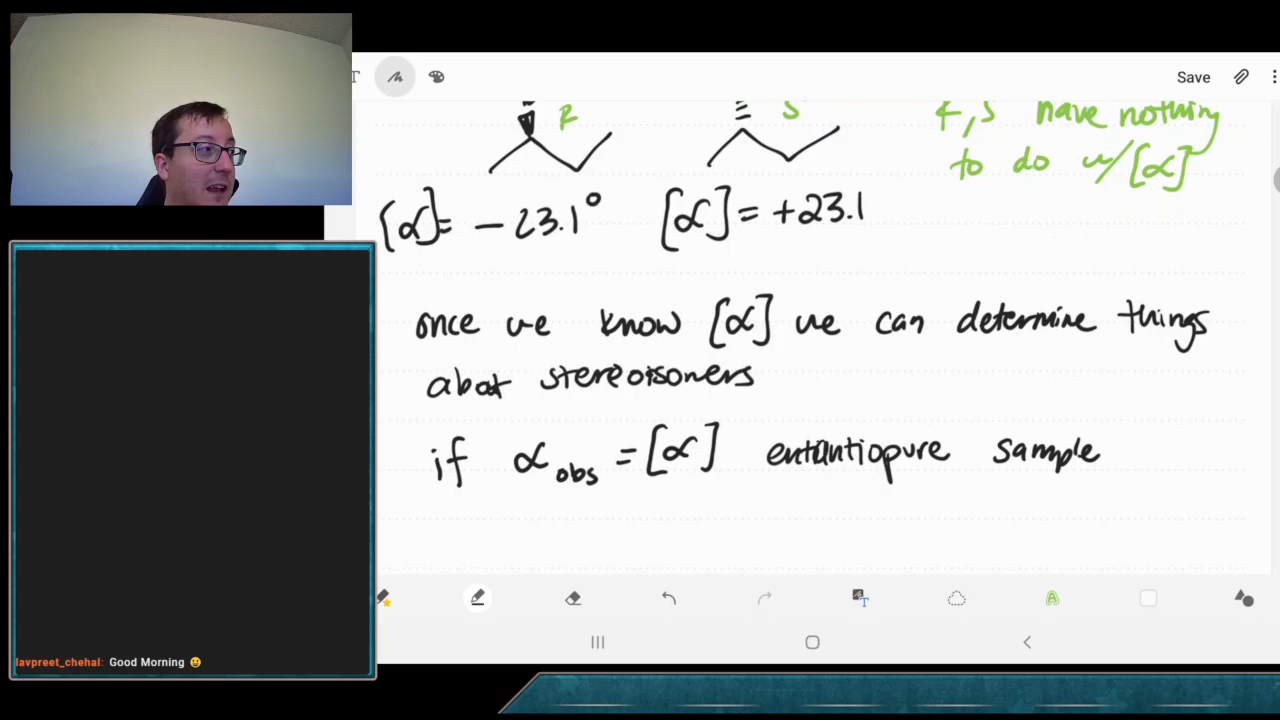 T
Save
R
S
R,S have nothing
to do w/[α]
[α]= -23.1°
[α] = +23.1
once we know [α] we can determine things
about stereoisomers
if α obs = [α] entantiopure sample
lavpreet_chehal: Good Morning 😃